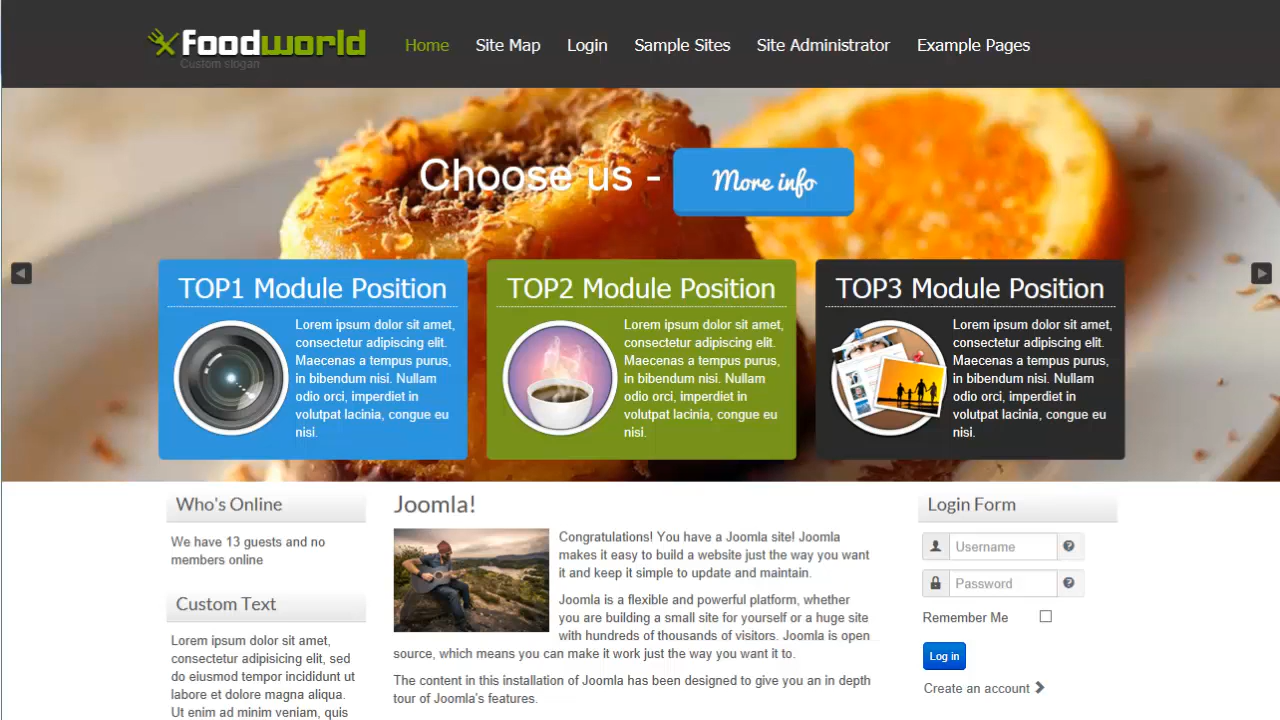 foodworld
Custom slogan
Home Site Map Login Sample Sites Site Administrator Example Pages
Choose us - More info
TOP1 Module Position
Lorem ipsum dolor sit amet,
consectetur adipiscing elit.
Maecenas a tempus purus,
in bibendum nisi. Nullam
odio orci, imperdiet in
volutpat lacinia, congue eu
nisi.
TOP2 Module Position
Lorem ipsum dolor sit amet,
consectetur adipiscing elit.
Maecenas a tempus purus,
in bibendum nisi. Nullam
odio orci, imperdiet in
volutpat lacinia, congue eu
nisi.
TOP3 Module Position
Lorem ipsum dolor sit amet,
consectetur adipiscing elit.
Maecenas a tempus purus,
in bibendum nisi. Nullam
odio orci, imperdiet in
volutpat lacinia, congue eu
nisi.
Who's Online
We have 13 guests and no
members online
Custom Text
Lorem ipsum dolor sit amet,
consectetur adipisicing elit, sed
do eiusmod tempor incididunt ut
labore et dolore magna aliqua.
Ut enim ad minim veniam, quis
Joomla!
Congratulations! You have a Joomla site! Joomla
makes it easy to build a website just the way you want
it and keep it simple to update and maintain.
Joomla is a flexible and powerful platform, whether
you are building a small site for yourself or a huge site
with hundreds of thousands of visitors. Joomla is open
source, which means you can make it work just the way you want it to.
The content in this installation of Joomla has been designed to give you an in depth
tour of Joomla's features.
Login Form
Username
Password
Remember Me
Log in
Create an account